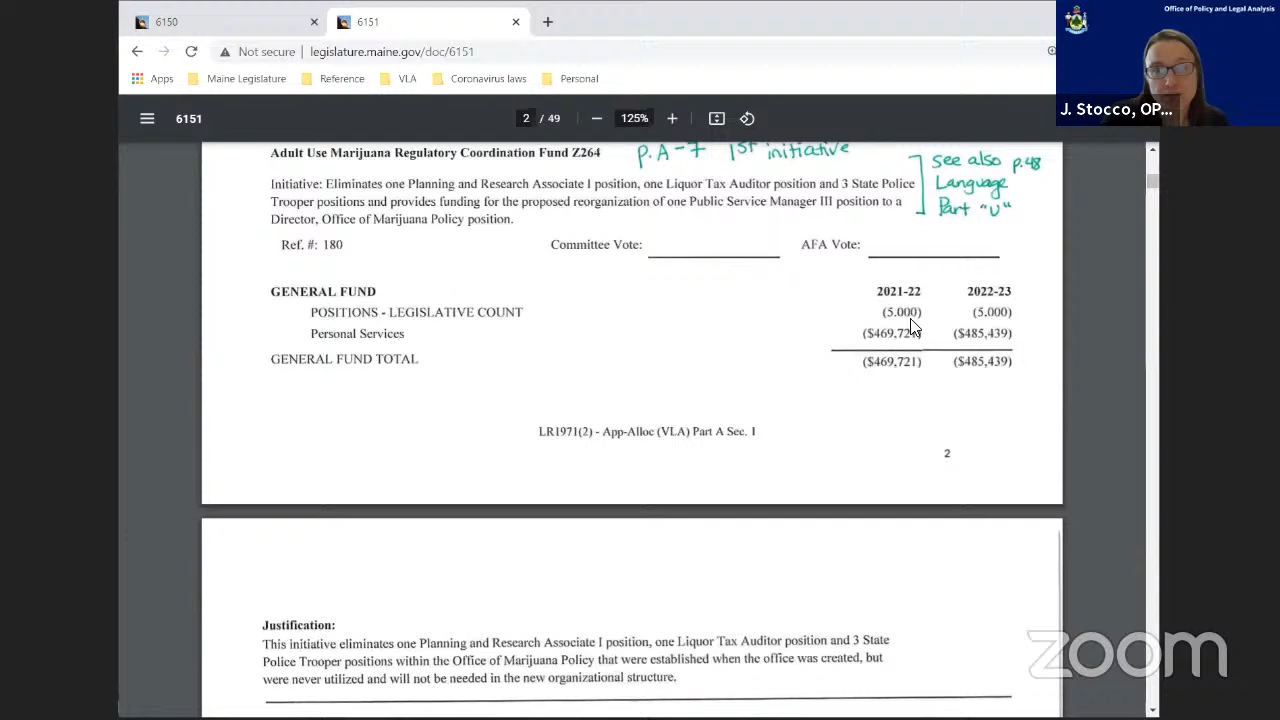 6150
6151
Office of Policy and Legal Analysis
Not secure
legislature.maine.gov/doc/6151
Apps
Maine Legislature
Reference
VLA
Coronavirus laws
Personal
J. Stocco, OP...
6151
2 / 49
125%
Adult Use Marijuana Regulatory Coordination Fund Z264
p. A-7 1st initiative
See also p.48
Language
Part "U"
Initiative: Eliminates one Planning and Research Associate I position, one Liquor Tax Auditor position and 3 State Police
Trooper positions and provides funding for the proposed reorganization of one Public Service Manager III position to a
Director, Office of Marijuana Policy position.
Ref. #: 180 Committee Vote: AFA Vote:
GENERAL FUND 2021-22 2022-23
POSITIONS - LEGISLATIVE COUNT (5.000) (5.000)
Personal Services ($469,721) ($485,439)
GENERAL FUND TOTAL ($469,721) ($485,439)
LR1971(2) - App-Alloc (VLA) Part A Sec. 1
2
Justification:
This initiative eliminates one Planning and Research Associate I position, one Liquor Tax Auditor position and 3 State
Police Trooper positions within the Office of Marijuana Policy that were established when the office was created, but
were never utilized and will not be needed in the new organizational structure.
zoom